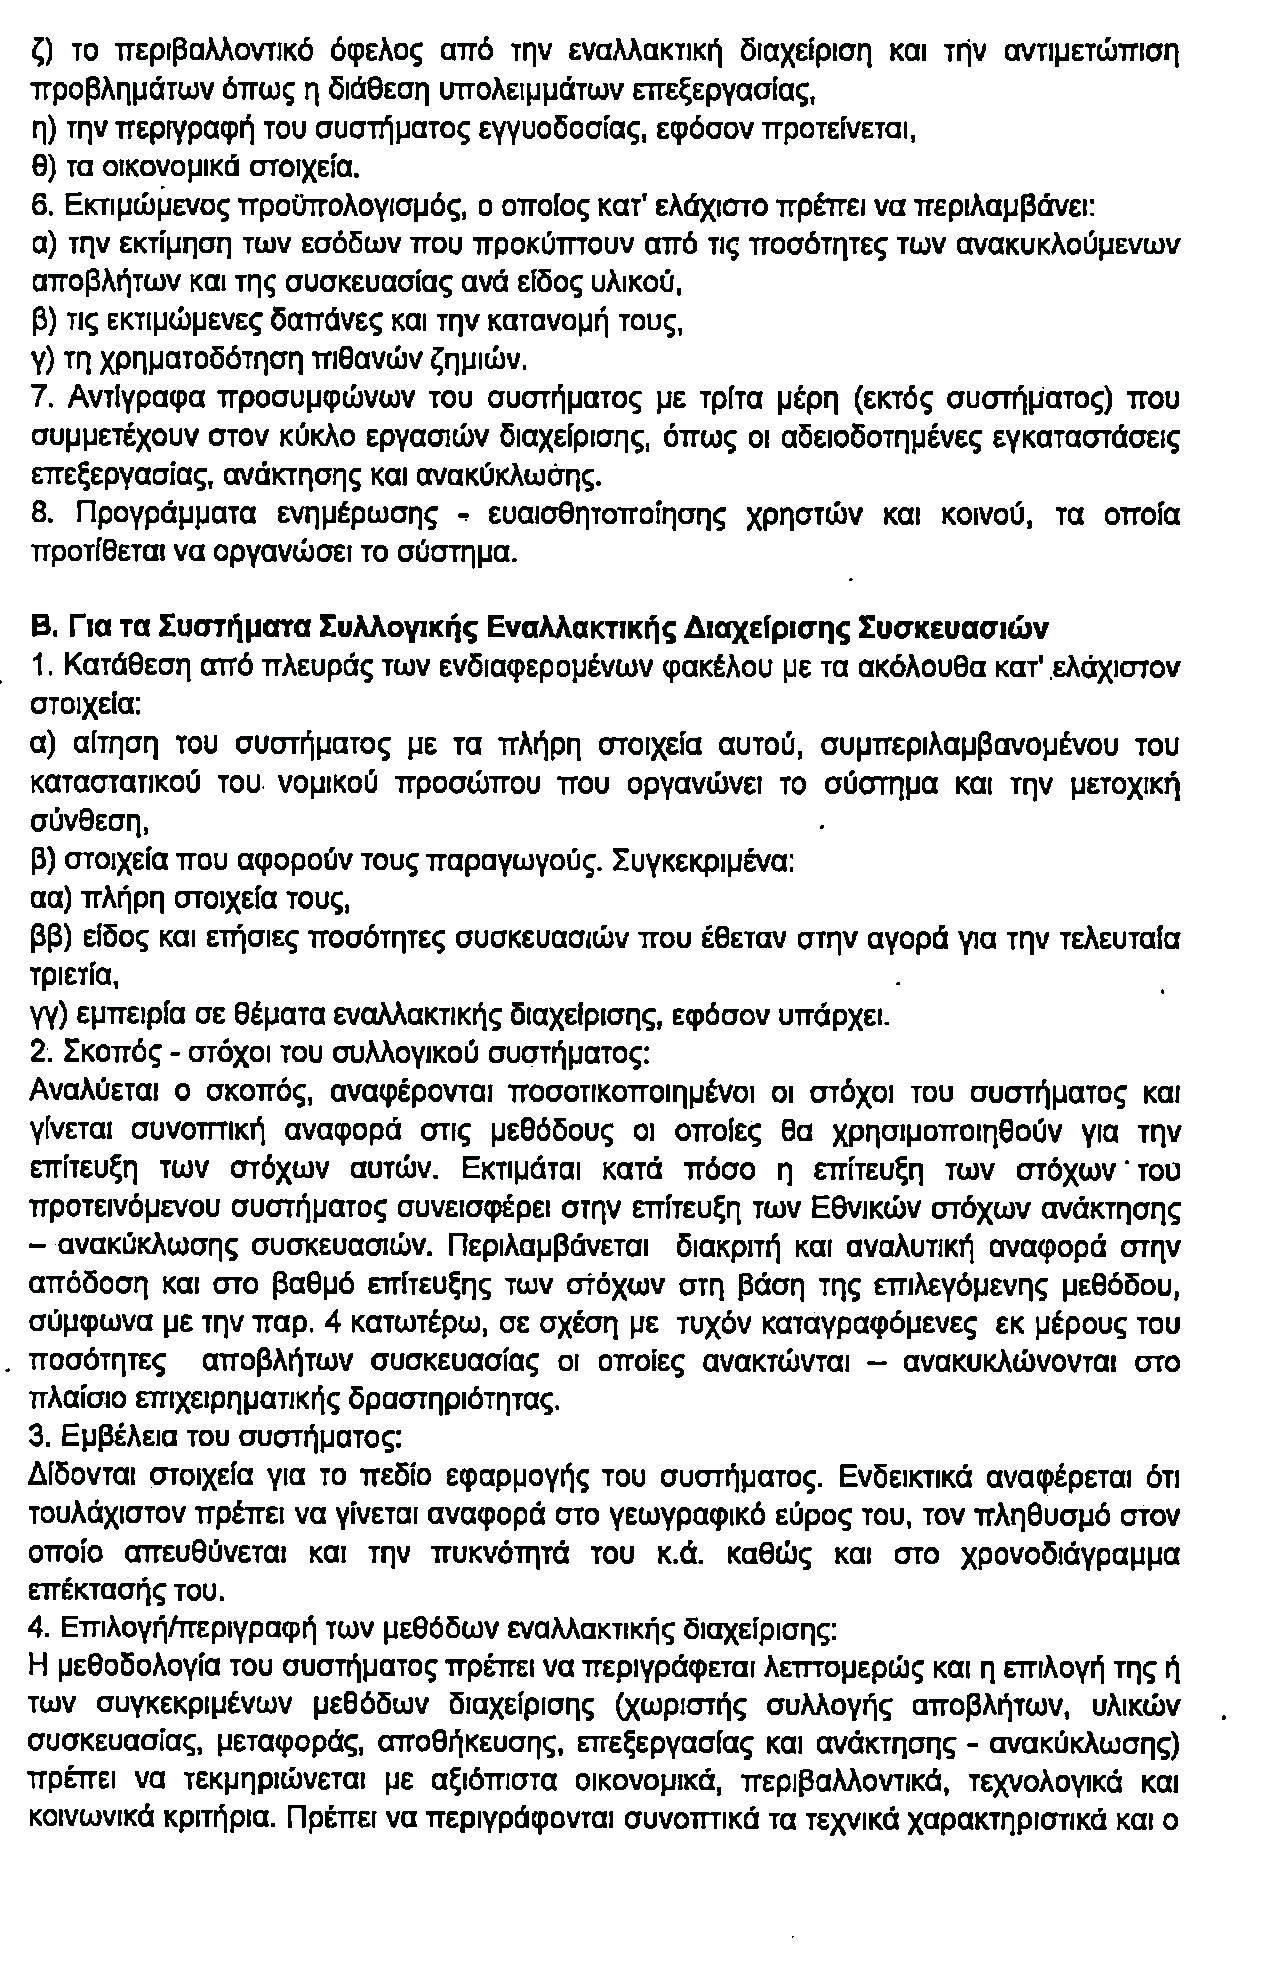 ζ) το περιβαλλοντικό όφελος από την εναλλακτική διαχείριση και την αντιμετώπιση
προβλημάτων όπως η διάθεση υπολειμμάτων επεξεργασίας,
η) την περιγραφή του συστήματος εγγυοδοσίας, εφόσον προτείνεται,
θ) τα οικονομικά στοιχεία.
6. Εκτιμώμενος προϋπολογισμός, ο οποίος κατ' ελάχιστο πρέπει να περιλαμβάνει:
α) την εκτίμηση των εσόδων που προκύπτουν από τις ποσότητες των ανακυκλούμενων
αποβλήτων και της συσκευασίας ανά είδος υλικού,
β) τις εκτιμώμενες δαπάνες και την κατανομή τους,
γ) τη χρηματοδότηση πιθανών ζημιών.
7. Αντίγραφα προσυμφώνων του συστήματος με τρίτα μέρη (εκτός συστήματος) που
συμμετέχουν στον κύκλο εργασιών διαχείρισης, όπως οι αδειοδοτημένες εγκαταστάσεις
επεξεργασίας, ανάκτησης και ανακύκλωσης.
8. Προγράμματα ενημέρωσης - ευαισθητοποίησης χρηστών και κοινού, τα οποία
προτίθεται να οργανώσει το σύστημα.
Β. Για τα Συστήματα Συλλογικής Εναλλακτικής Διαχείρισης Συσκευασιών
1. Κατάθεση από πλευράς των ενδιαφερομένων φακέλου με τα ακόλουθα κατ' ελάχιστον
στοιχεία:
α) αίτηση του συστήματος με τα πλήρη στοιχεία αυτού, συμπεριλαμβανομένου του
καταστατικού του νομικού προσώπου που οργανώνει το σύστημα και την μετοχική
σύνθεση,
β) στοιχεία που αφορούν τους παραγωγούς. Συγκεκριμένα:
αα) πλήρη στοιχεία τους,
ββ) είδος και ετήσιες ποσότητες συσκευασιών που έθεταν στην αγορά για την τελευταία
τριετία,
γγ) εμπειρία σε θέματα εναλλακτικής διαχείρισης, εφόσον υπάρχει.
2. Σκοπός - στόχοι του συλλογικού συστήματος:
Αναλύεται ο σκοπός, αναφέρονται ποσοτικοποιημένοι οι στόχοι του συστήματος και
γίνεται συνοπτική αναφορά στις μεθόδους οι οποίες θα χρησιμοποιηθούν για την
επίτευξη των στόχων αυτών. Εκτιμάται κατά πόσο η επίτευξη των στόχων του
προτεινόμενου συστήματος συνεισφέρει στην επίτευξη των Εθνικών στόχων ανάκτησης
– ανακύκλωσης συσκευασιών. Περιλαμβάνεται διακριτή και αναλυτική αναφορά στην
απόδοση και στο βαθμό επίτευξης των στόχων στη βάση της επιλεγόμενης μεθόδου,
σύμφωνα με την παρ. 4 κατωτέρω, σε σχέση με τυχόν καταγραφόμενες εκ μέρους του
ποσότητες αποβλήτων συσκευασίας οι οποίες ανακτώνται – ανακυκλώνονται στο
πλαίσιο επιχειρηματικής δραστηριότητας.
3. Εμβέλεια του συστήματος:
Δίδονται στοιχεία για το πεδίο εφαρμογής του συστήματος. Ενδεικτικά αναφέρεται ότι
τουλάχιστον πρέπει να γίνεται αναφορά στο γεωγραφικό εύρος του, τον πληθυσμό στον
οποίο απευθύνεται και την πυκνότητά του κ.ά. καθώς και στο χρονοδιάγραμμα
επέκτασής του.
4. Επιλογή/περιγραφή των μεθόδων εναλλακτικής διαχείρισης:
Η μεθοδολογία του συστήματος πρέπει να περιγράφεται λεπτομερώς και η επιλογή της ή
των συγκεκριμένων μεθόδων διαχείρισης (χωριστής συλλογής αποβλήτων, υλικών
συσκευασίας, μεταφοράς, αποθήκευσης, επεξεργασίας και ανάκτησης - ανακύκλωσης)
πρέπει να τεκμηριώνεται με αξιόπιστα οικονομικά, περιβαλλοντικά, τεχνολογικά και
κοινωνικά κριτήρια. Πρέπει να περιγράφονται συνοπτικά τα τεχνικά χαρακτηριστικά και ο